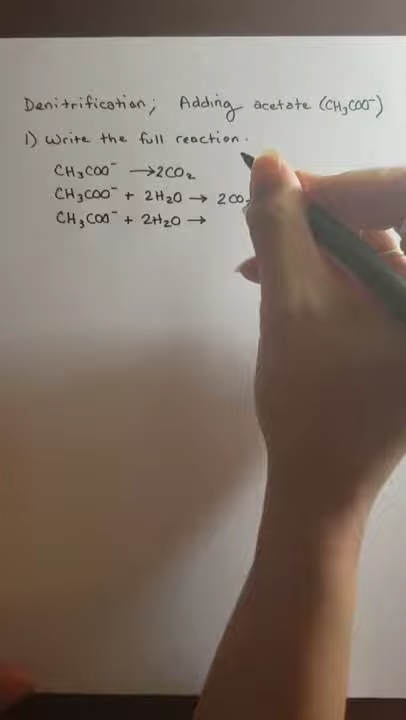 Denitrification; Adding acetate (CH₃COO⁻)
1) Write the full reaction.
CH₃COO⁻ → 2CO₂
CH₃COO⁻ + 2H₂O → 2CO₂
CH₃COO⁻ + 2H₂O →